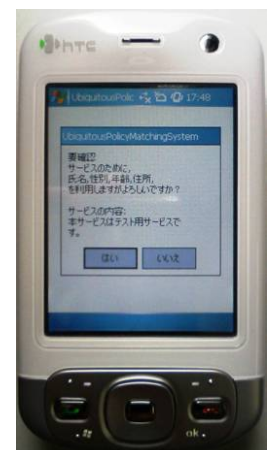 hTC
UbiquitousPolic 17:48
UbiquitousPolicyMatchingSystem
要確認
サービスのために,
氏名,性別,年齢,住所,
を利用しますがよろしいですか?
サービスの内容:
本サービスはテスト用サービスで
す。
はい いいえ
ok